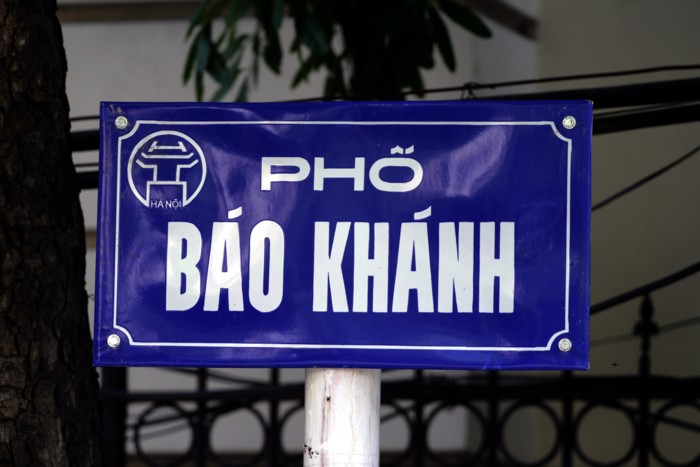 HÀ NỘI
PHỐ
BÁO KHÁNH